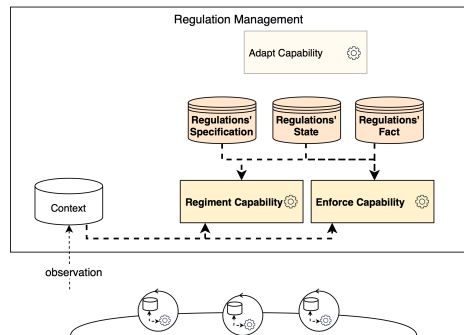 Regulation Management
Adapt Capability
Regulations'
Specification
Regulations'
State
Regulations'
Fact
Regiment Capability
Enforce Capability
Context
observation